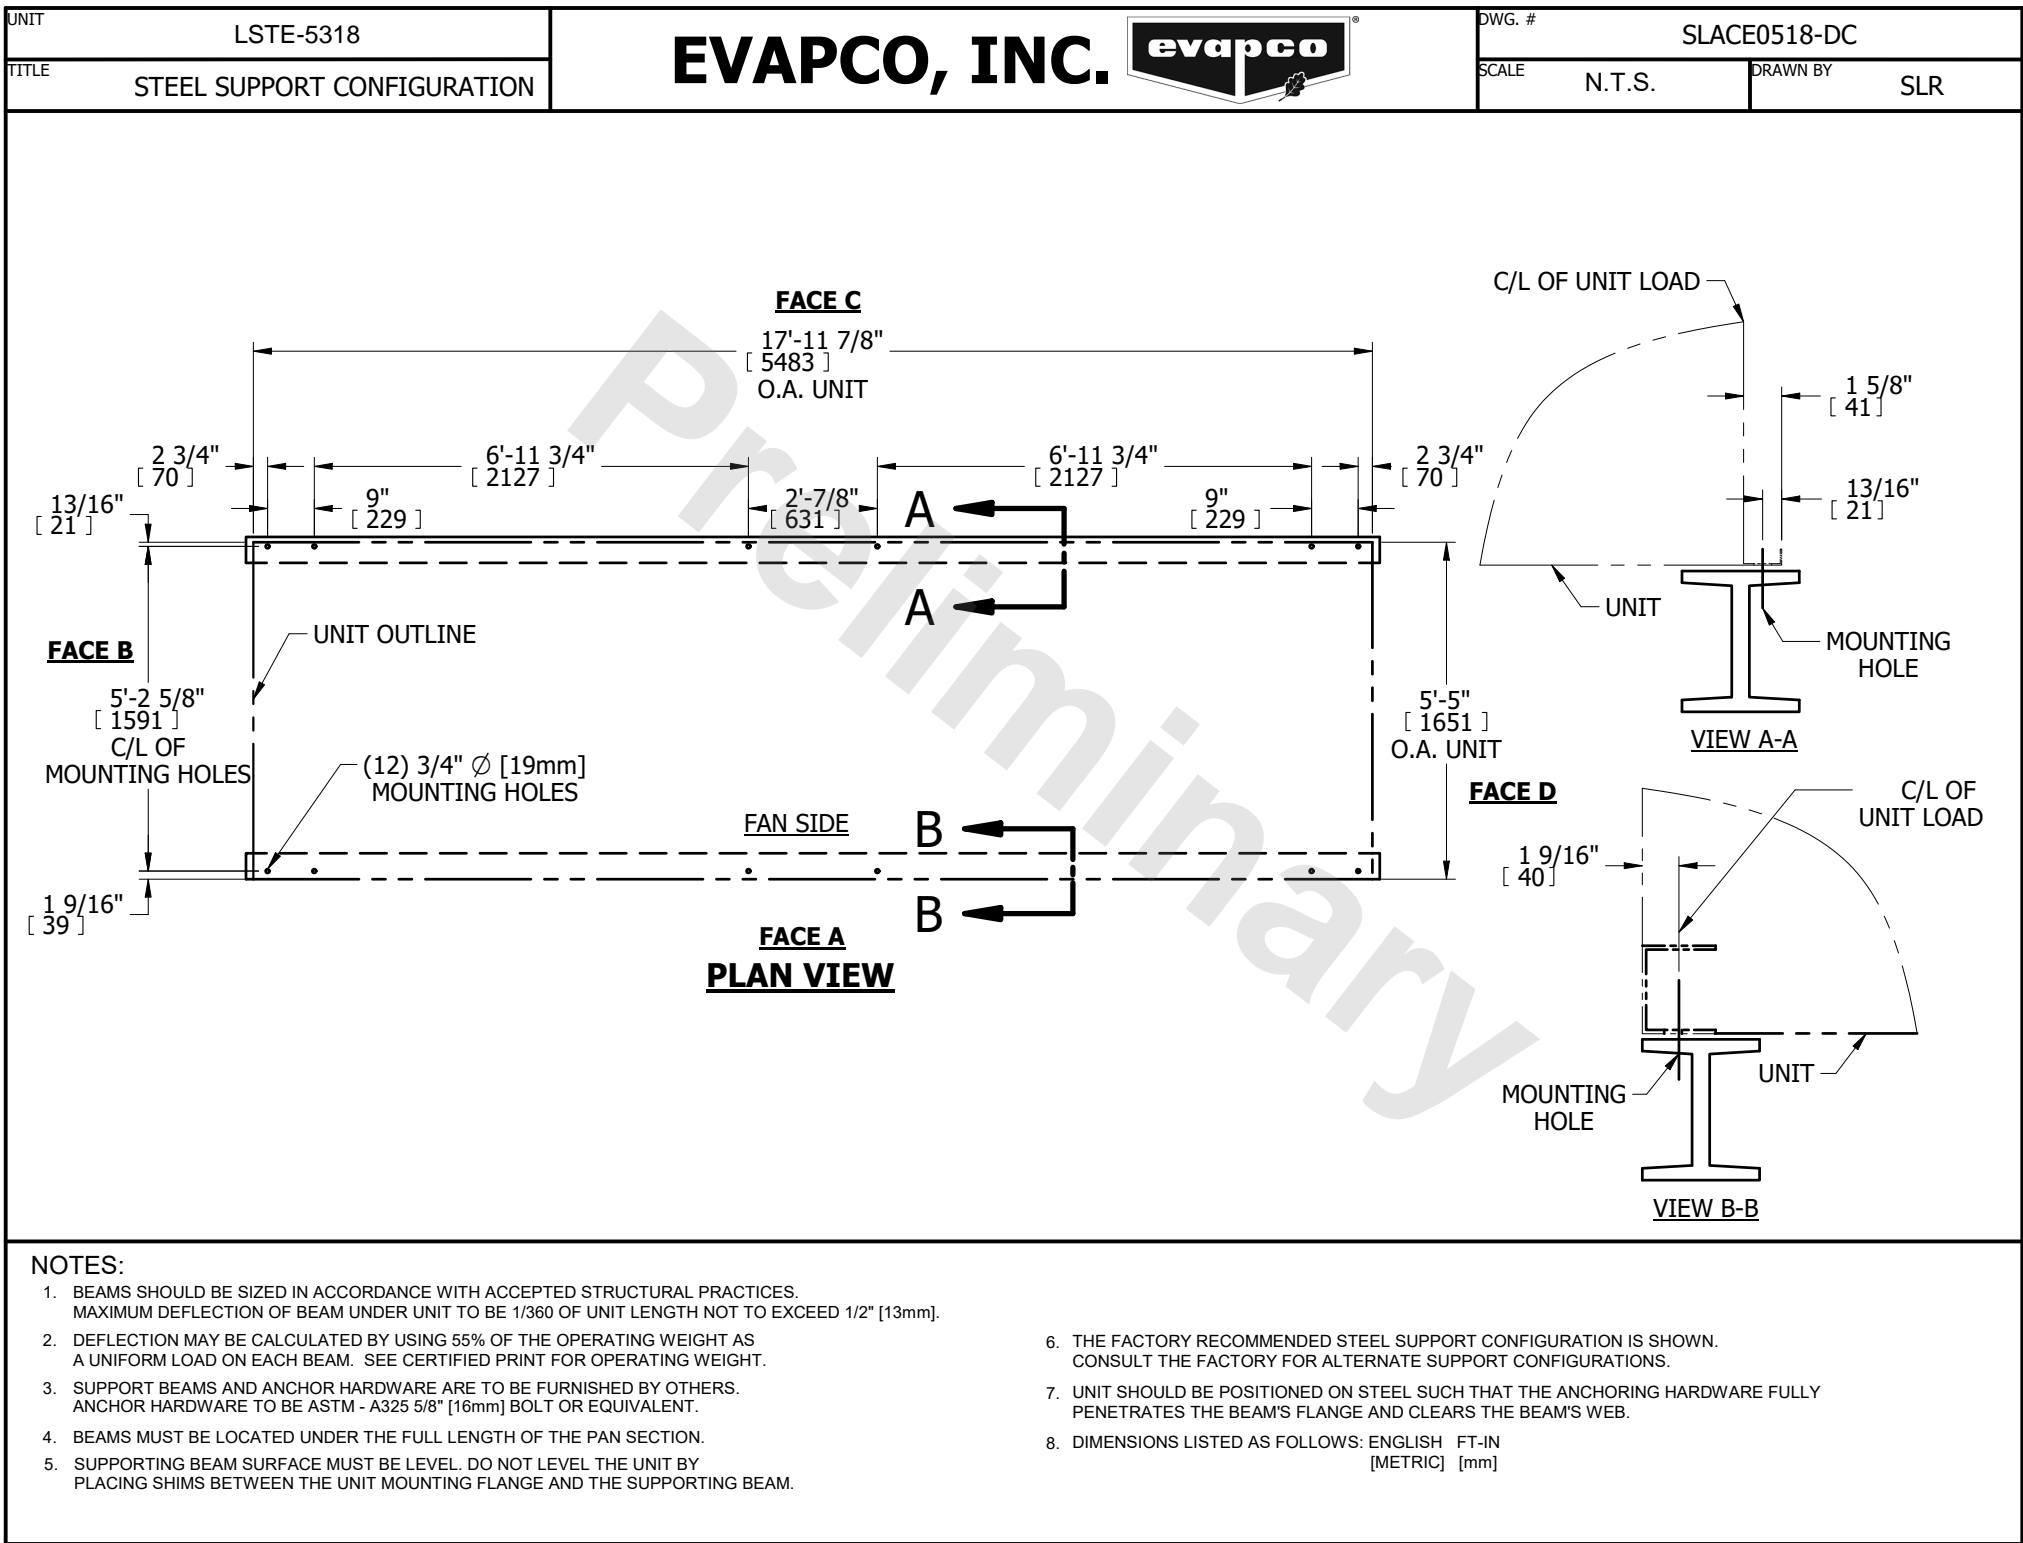 UNIT
LSTE-5318
TITLE
STEEL SUPPORT CONFIGURATION
EVAPCO, INC.
evapco
®
DWG. #
SLACE0518-DC
SCALE
N.T.S.
DRAWN BY
SLR
FACE C
17'-11 7/8"
[ 5483 ]
O.A. UNIT
2 3/4"
[ 70 ]
6'-11 3/4"
[ 2127 ]
6'-11 3/4"
[ 2127 ]
2 3/4"
[ 70 ]
13/16"
[ 21 ]
9"
[ 229 ]
2'-7/8"
[ 631 ]
9"
[ 229 ]
A
A
FACE B
UNIT OUTLINE
5'-2 5/8"
[ 1591 ]
C/L OF
MOUNTING HOLES
(12) 3/4" ∅ [19mm]
MOUNTING HOLES
5'-5"
[ 1651 ]
O.A. UNIT
FACE D
FAN SIDE
B
B
1 9/16"
[ 39 ]
FACE A
PLAN VIEW
C/L OF UNIT LOAD
1 5/8"
[ 41 ]
13/16"
[ 21 ]
UNIT
MOUNTING
HOLE
VIEW A-A
C/L OF
UNIT LOAD
1 9/16"
[ 40 ]
UNIT
MOUNTING
HOLE
VIEW B-B
Preliminary
NOTES:
1. BEAMS SHOULD BE SIZED IN ACCORDANCE WITH ACCEPTED STRUCTURAL PRACTICES.
MAXIMUM DEFLECTION OF BEAM UNDER UNIT TO BE 1/360 OF UNIT LENGTH NOT TO EXCEED 1/2" [13mm].
2. DEFLECTION MAY BE CALCULATED BY USING 55% OF THE OPERATING WEIGHT AS
A UNIFORM LOAD ON EACH BEAM. SEE CERTIFIED PRINT FOR OPERATING WEIGHT.
3. SUPPORT BEAMS AND ANCHOR HARDWARE ARE TO BE FURNISHED BY OTHERS.
ANCHOR HARDWARE TO BE ASTM - A325 5/8" [16mm] BOLT OR EQUIVALENT.
4. BEAMS MUST BE LOCATED UNDER THE FULL LENGTH OF THE PAN SECTION.
5. SUPPORTING BEAM SURFACE MUST BE LEVEL. DO NOT LEVEL THE UNIT BY
PLACING SHIMS BETWEEN THE UNIT MOUNTING FLANGE AND THE SUPPORTING BEAM.
6. THE FACTORY RECOMMENDED STEEL SUPPORT CONFIGURATION IS SHOWN.
CONSULT THE FACTORY FOR ALTERNATE SUPPORT CONFIGURATIONS.
7. UNIT SHOULD BE POSITIONED ON STEEL SUCH THAT THE ANCHORING HARDWARE FULLY
PENETRATES THE BEAM'S FLANGE AND CLEARS THE BEAM'S WEB.
8. DIMENSIONS LISTED AS FOLLOWS: ENGLISH FT-IN
[METRIC] [mm]